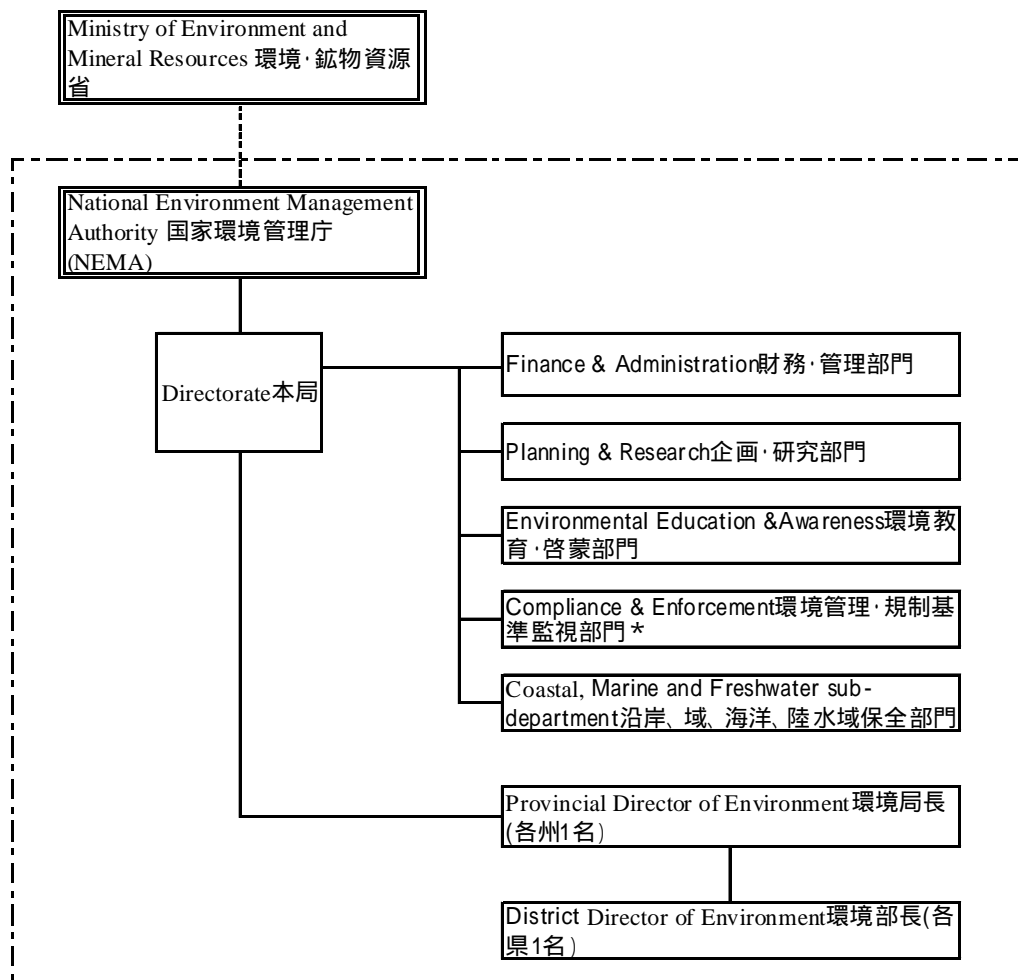 Ministry of Environment and
Mineral Resources 環境・鉱物資源
省
National Environment Management
Authority 国家環境管理庁
(NEMA)
Directorate本局
Finance & Administration財務・管理部門
Planning & Research企画・研究部門
Environmental Education &Awareness環境教
育・啓蒙部門
Compliance & Enforcement環境管理・規制基
準監視部門*
Coastal, Marine and Freshwater sub-
department沿岸、域、海洋、陸水域保全部門
Provincial Director of Environment環境局長
(各州1名)
District Director of Environment環境部長(各
県1名)